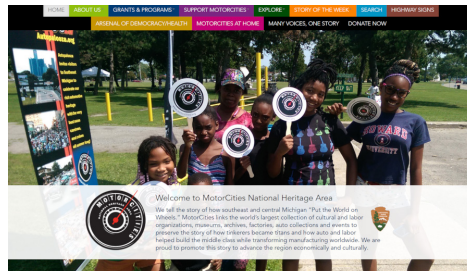 HOME ABOUT US GRANTS & PROGRAMS SUPPORT MOTORCITIES EXPLORE STORY OF THE WEEK SEARCH HIGHWAY SIGNS
ARSENAL OF DEMOCRACY/HEALTH MOTORCITIES AT HOME MANY VOICES, ONE STORY DONATE NOW
MOTORCITIES
HOWARD
UNIVERSITY
Welcome to MotorCities National Heritage Area
We tell the story of how southeast and central Michigan "Put the World on
Wheels." MotorCities links the world's largest collection of cultural and labor
organizations, museums, archives, factories, auto collections and events to
preserve the story of how tinkerers became titans and how auto and labor
helped build the middle class while transforming manufacturing worldwide. We are
proud to promote this story to advance the region economically and culturally.